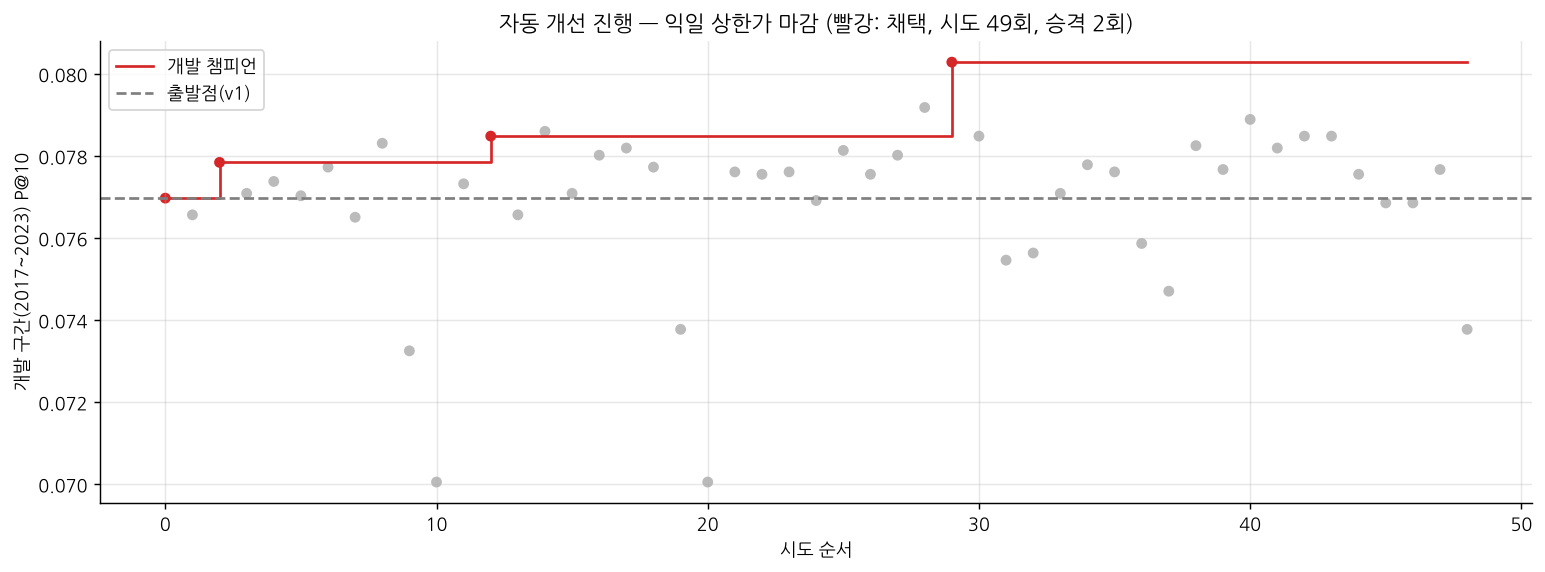 자동 개선 진행 — 익일 상한가 마감 (빨강: 채택, 시도 49회, 승격 2회)
개발 챔피언
출발점(v1)
개발 구간(2017~2023) P@10
0.080
0.078
0.076
0.074
0.072
0.070
0
10
20
30
40
50
시도 순서